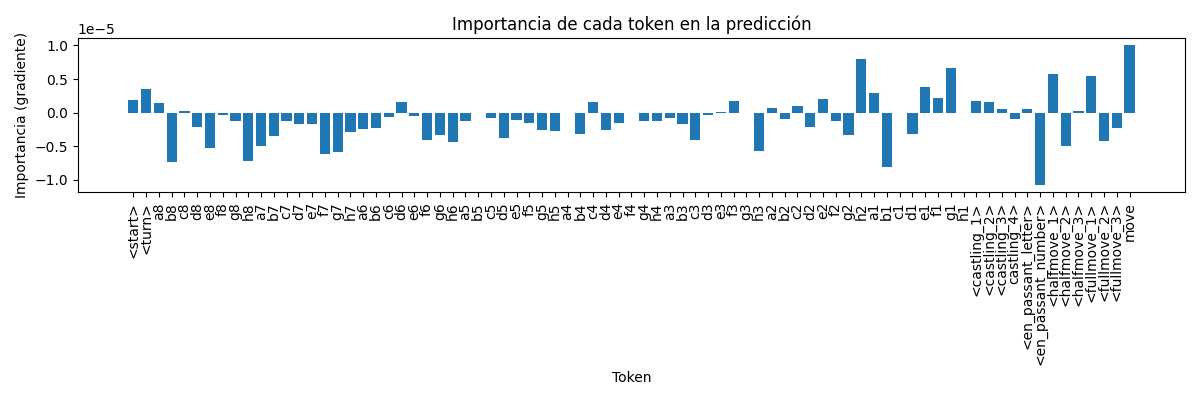 Importancia de cada token en la predicción
1e−5
1.0
0.5
0.0
−0.5
−1.0
Importancia (gradiente)
<start>
<turn>
a8
b8
c8
d8
e8
f8
g8
h8
a7
b7
c7
d7
e7
f7
g7
h7
a6
b6
c6
d6
e6
f6
g6
h6
a5
b5
c5
d5
e5
f5
g5
h5
a4
b4
c4
d4
e4
f4
g4
h4
a3
b3
c3
d3
e3
f3
g3
h3
a2
b2
c2
d2
e2
f2
g2
h2
a1
b1
c1
d1
e1
f1
g1
h1
<castling_1>
<castling_2>
<castling_3>
castling_4>
<en_passant_letter>
<en_passant_number>
<halfmove_1>
<halfmove_2>
<halfmove_3>
<fullmove_1>
<fullmove_2>
<fullmove_3>
move
Token